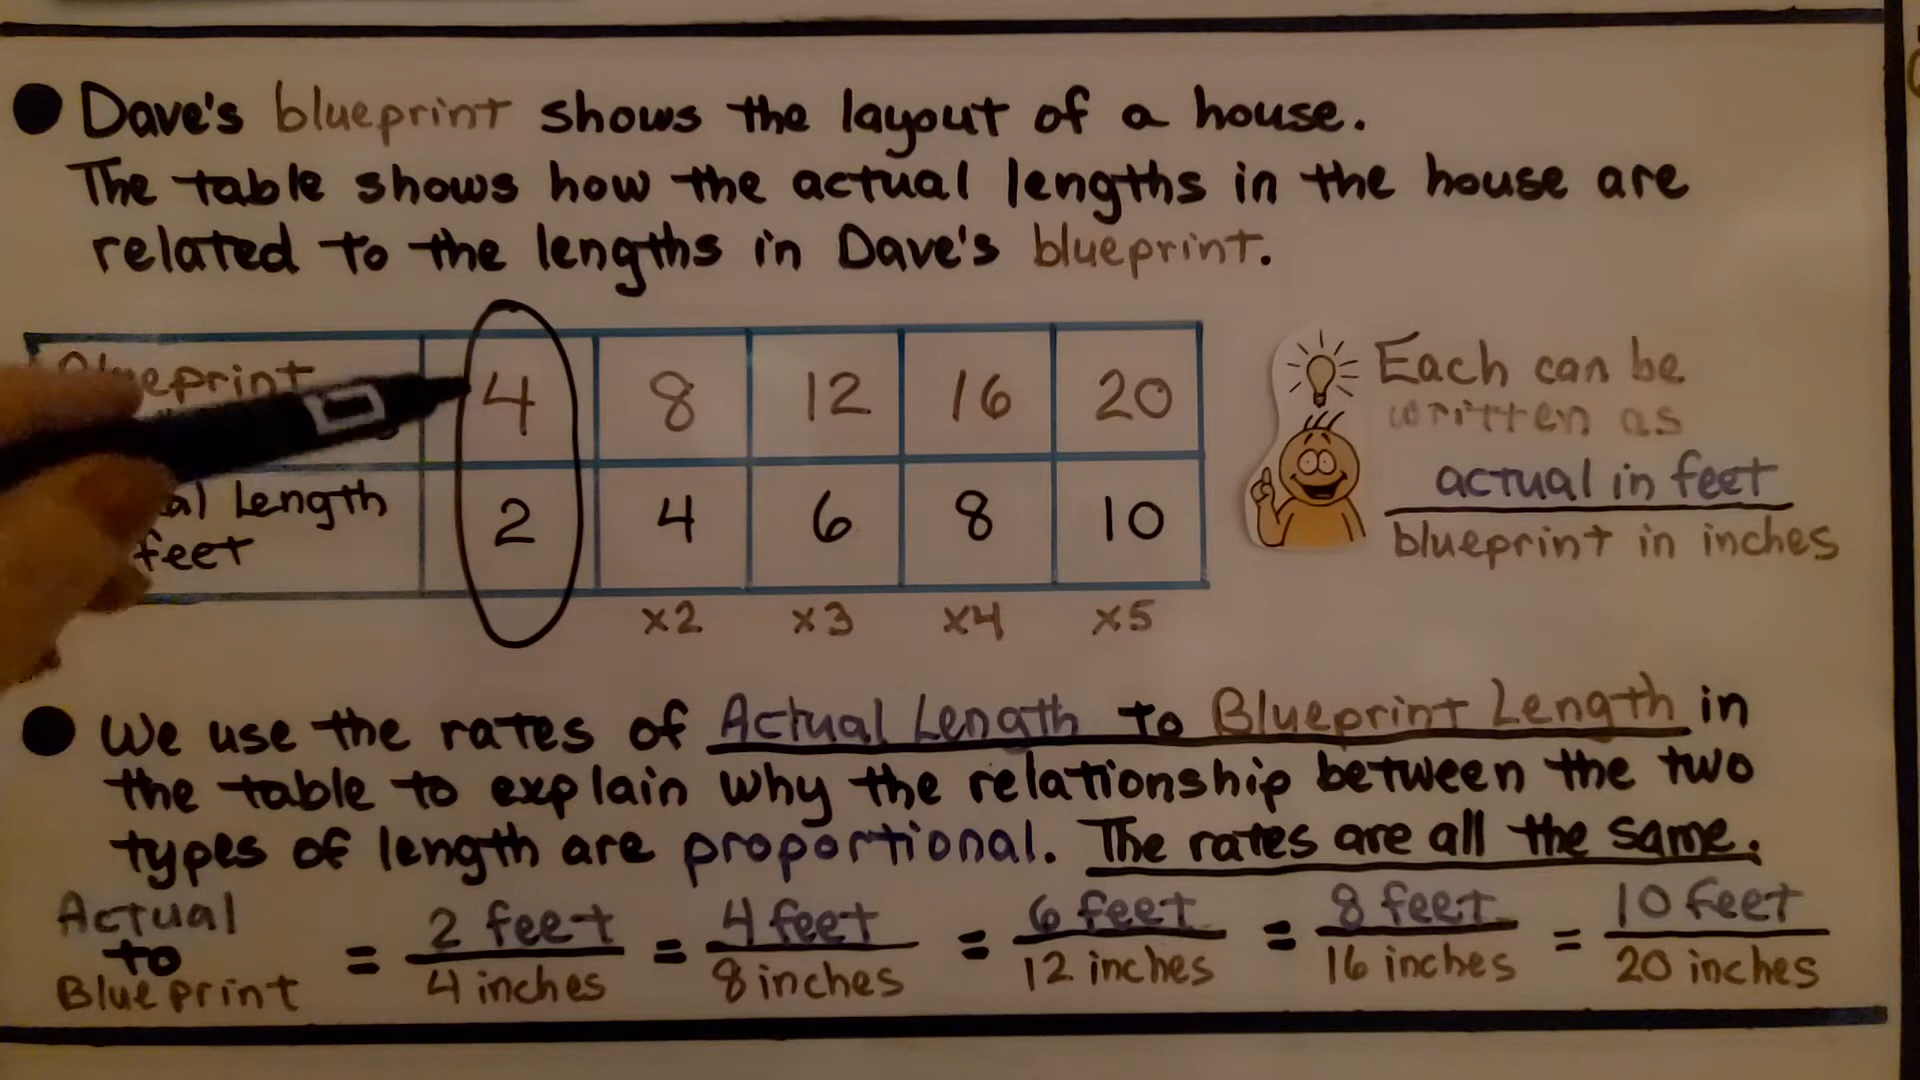 Dave's blueprint shows the layout of a house.
The table shows how the actual lengths in the house are
related to the lengths in Dave's blueprint.
4 8 12 16 20
Length
feet
2 4 6 8 10
x2 x3 x4 x5
Each can be
written as
actual in feet
blueprint in inches
We use the rates of Actual Length to Blueprint Length in
the table to explain why the relationship between the two
types of length are proportional. The rates are all the same.
Actual
to
Blueprint
= 2 feet = 4 feet = 6 feet = 8 feet = 10 feet
4 inches 8 inches 12 inches 16 inches 20 inches